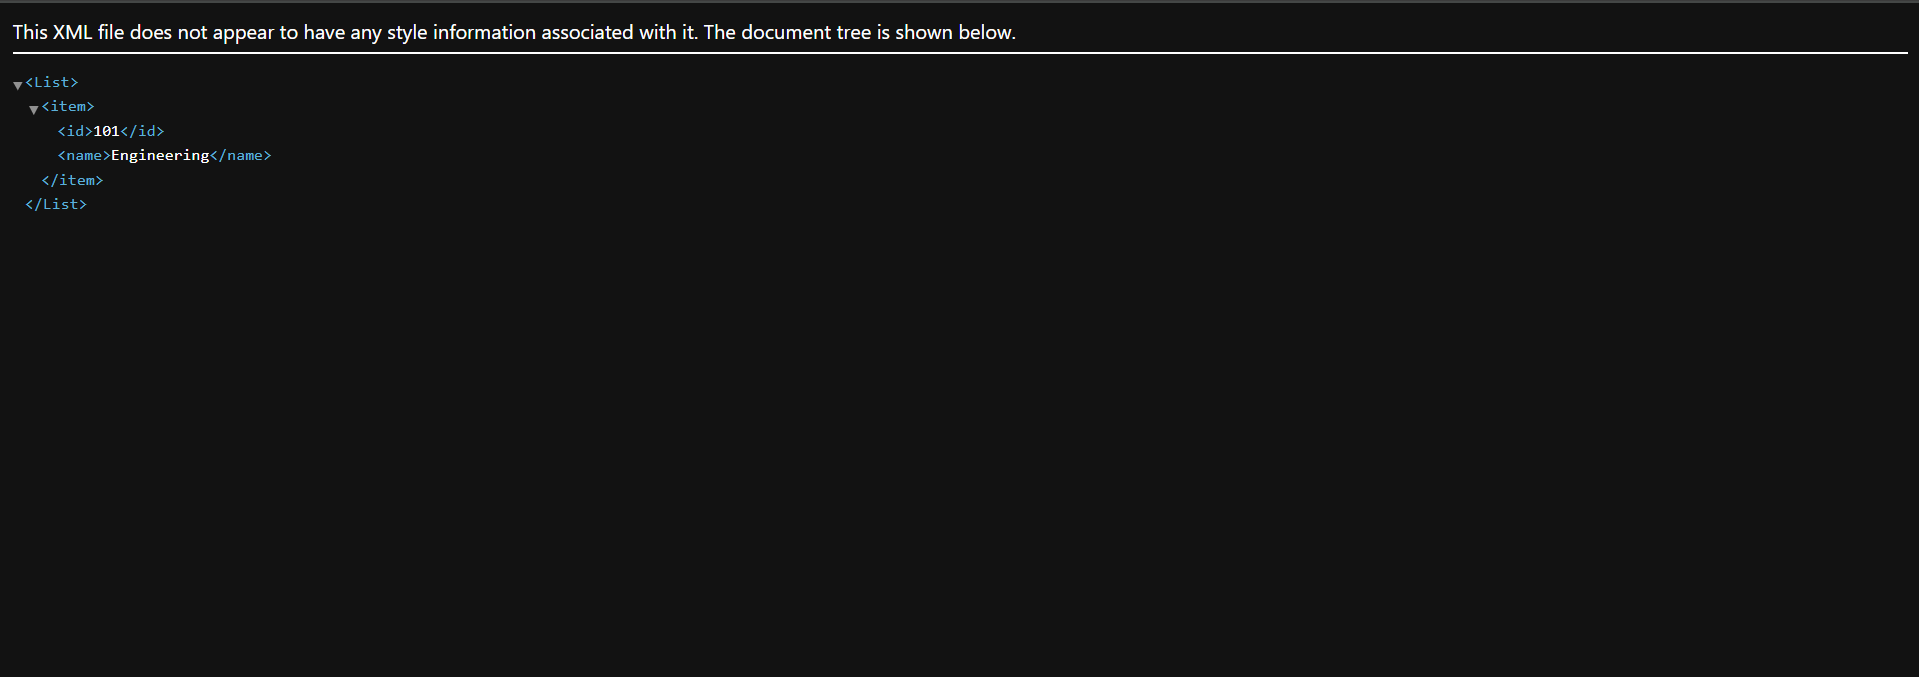 This XML file does not appear to have any style information associated with it. The document tree is shown below.
<List>
<item>
<id>101</id>
<name>Engineering</name>
</item>
</List>